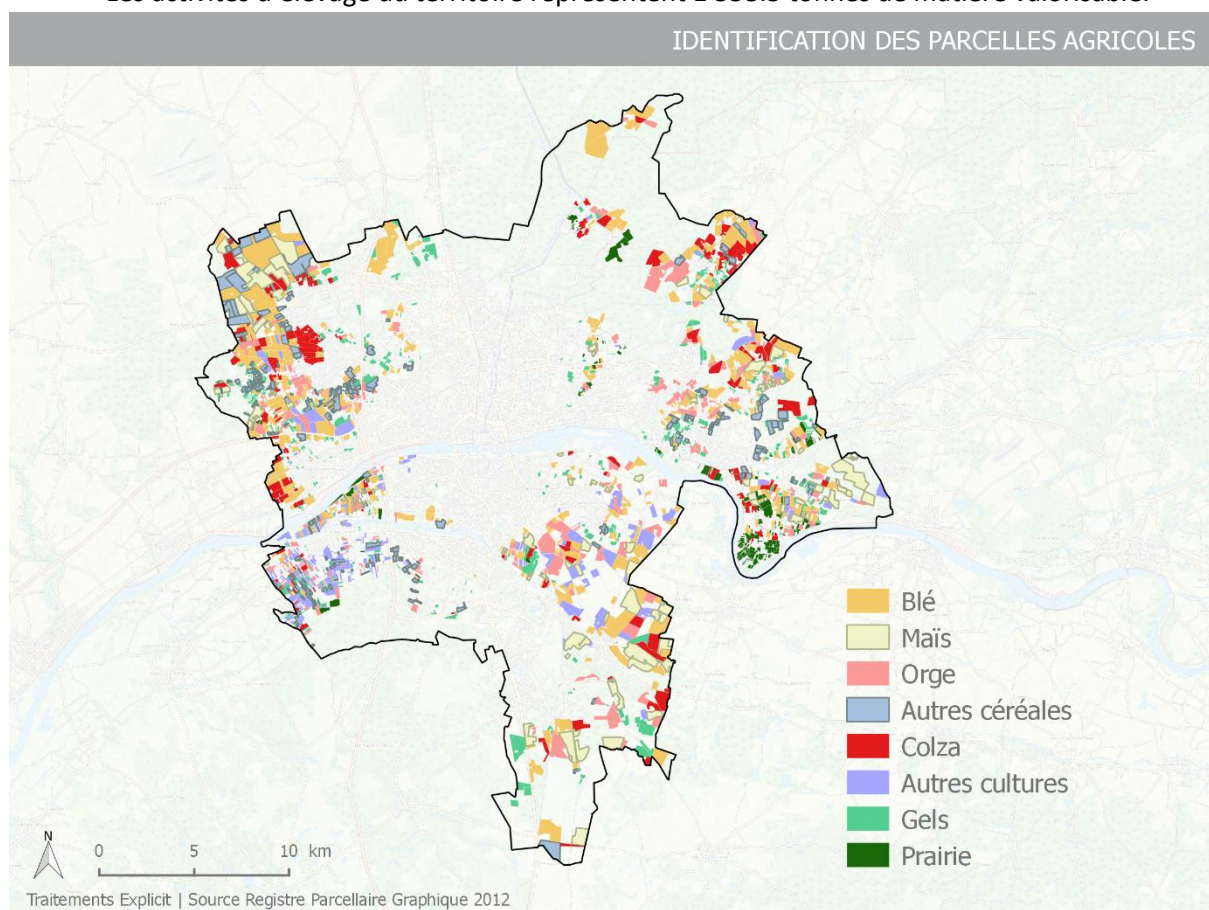 IDENTIFICATION DES PARCELLES AGRICOLES
Blé
Maïs
Orge
Autres céréales
Colza
Autres cultures
Gels
Prairie
N
0 5 10 km
Traitements Explicit | Source Registre Parcellaire Graphique 2012